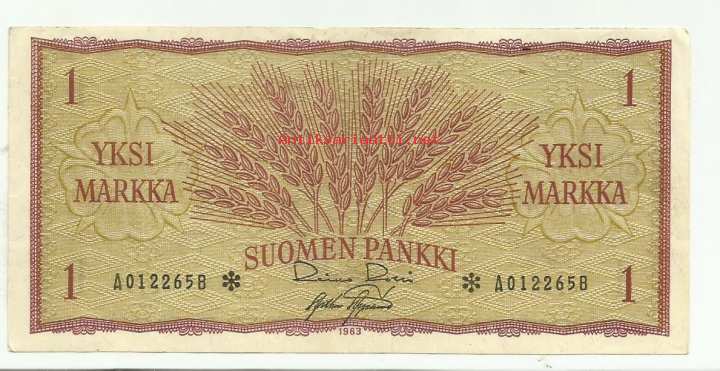 1 1
Antikvariaatti.net
YKSI MARKKA
YKSI MARKKA
SUOMEN PANKKI
A0122658 * * A0122658
1 1
1963